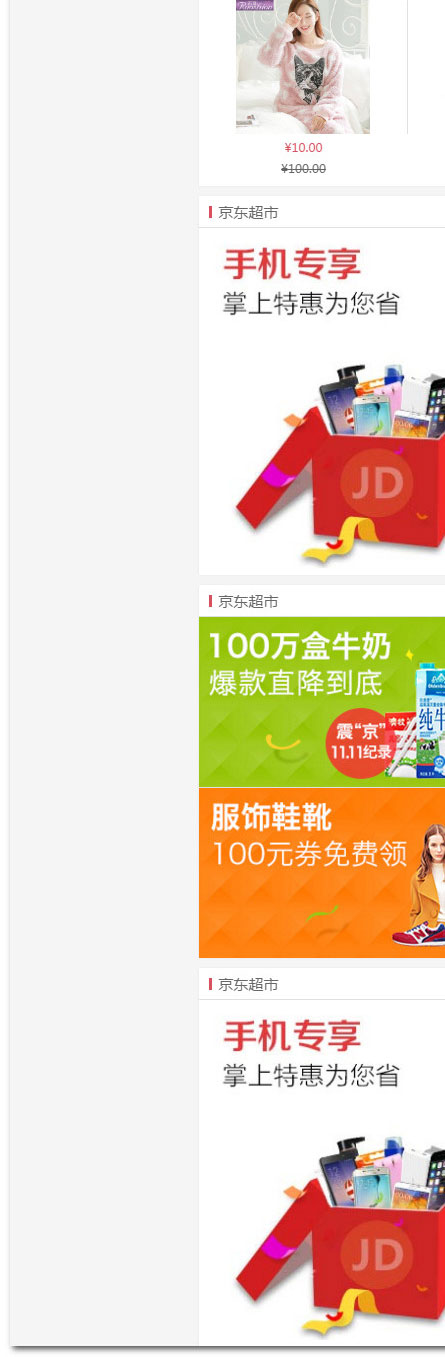 ¥10.00
¥100.00
京东超市
手机专享
掌上特惠为您省
JD
京东超市
100万盒牛奶
爆款直降到底
震“京”
11.11纪录
纯牛
服饰鞋靴
100元券免费领
京东超市
手机专享
掌上特惠为您省
JD